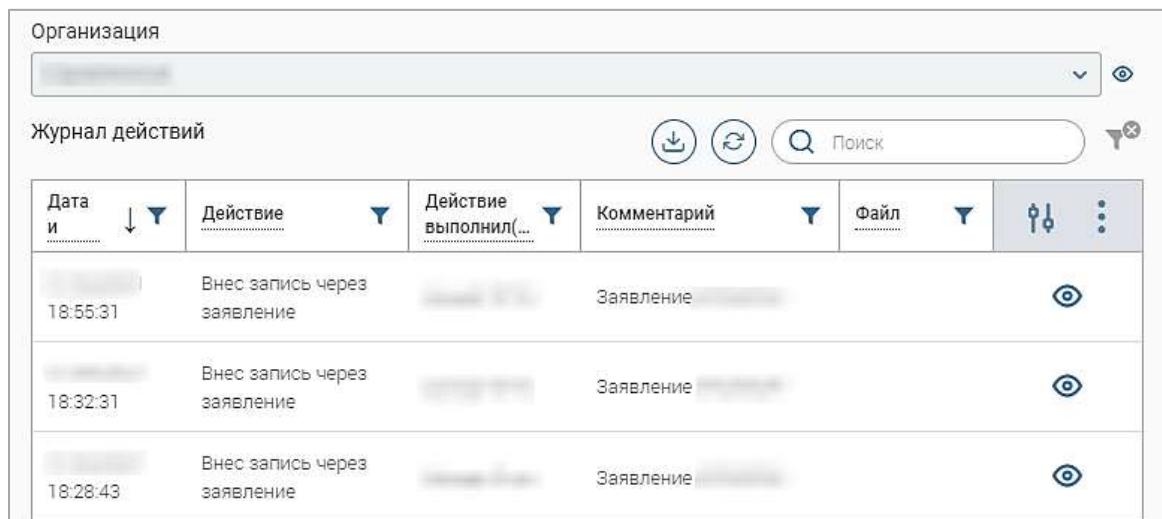 Организация
Журнал действий
Поиск
Дата
и
Действие
Действие
выполнил(...
Комментарий
Файл
18:55:31
Внес запись через
заявление
Заявление
18:32:31
Внес запись через
заявление
Заявление
18:28:43
Внес запись через
заявление
Заявление